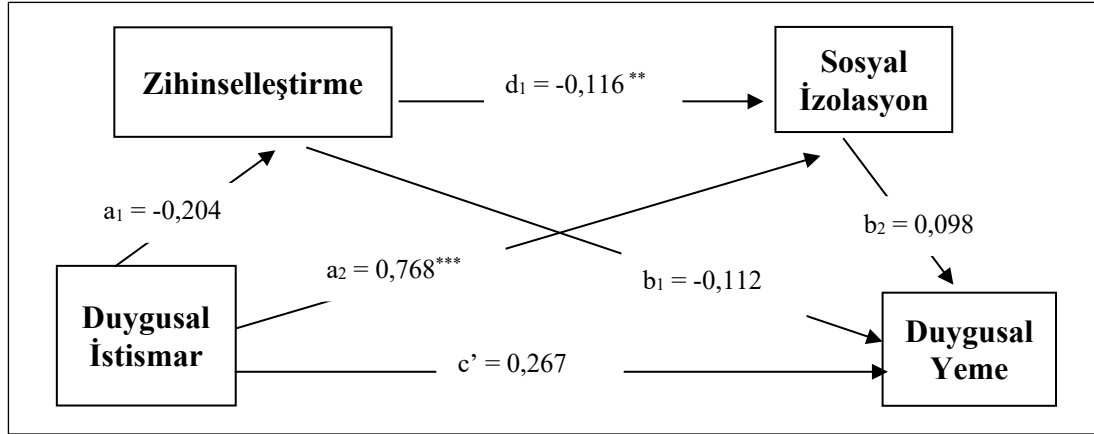 Zihinselleştirme
d1 = -0,116 **
Sosyal
İzolasyon
a1 = -0,204
a2 = 0,768***
b1 = -0,112
b2 = 0,098
Duygusal
İstismar
c’ = 0,267
Duygusal
Yeme